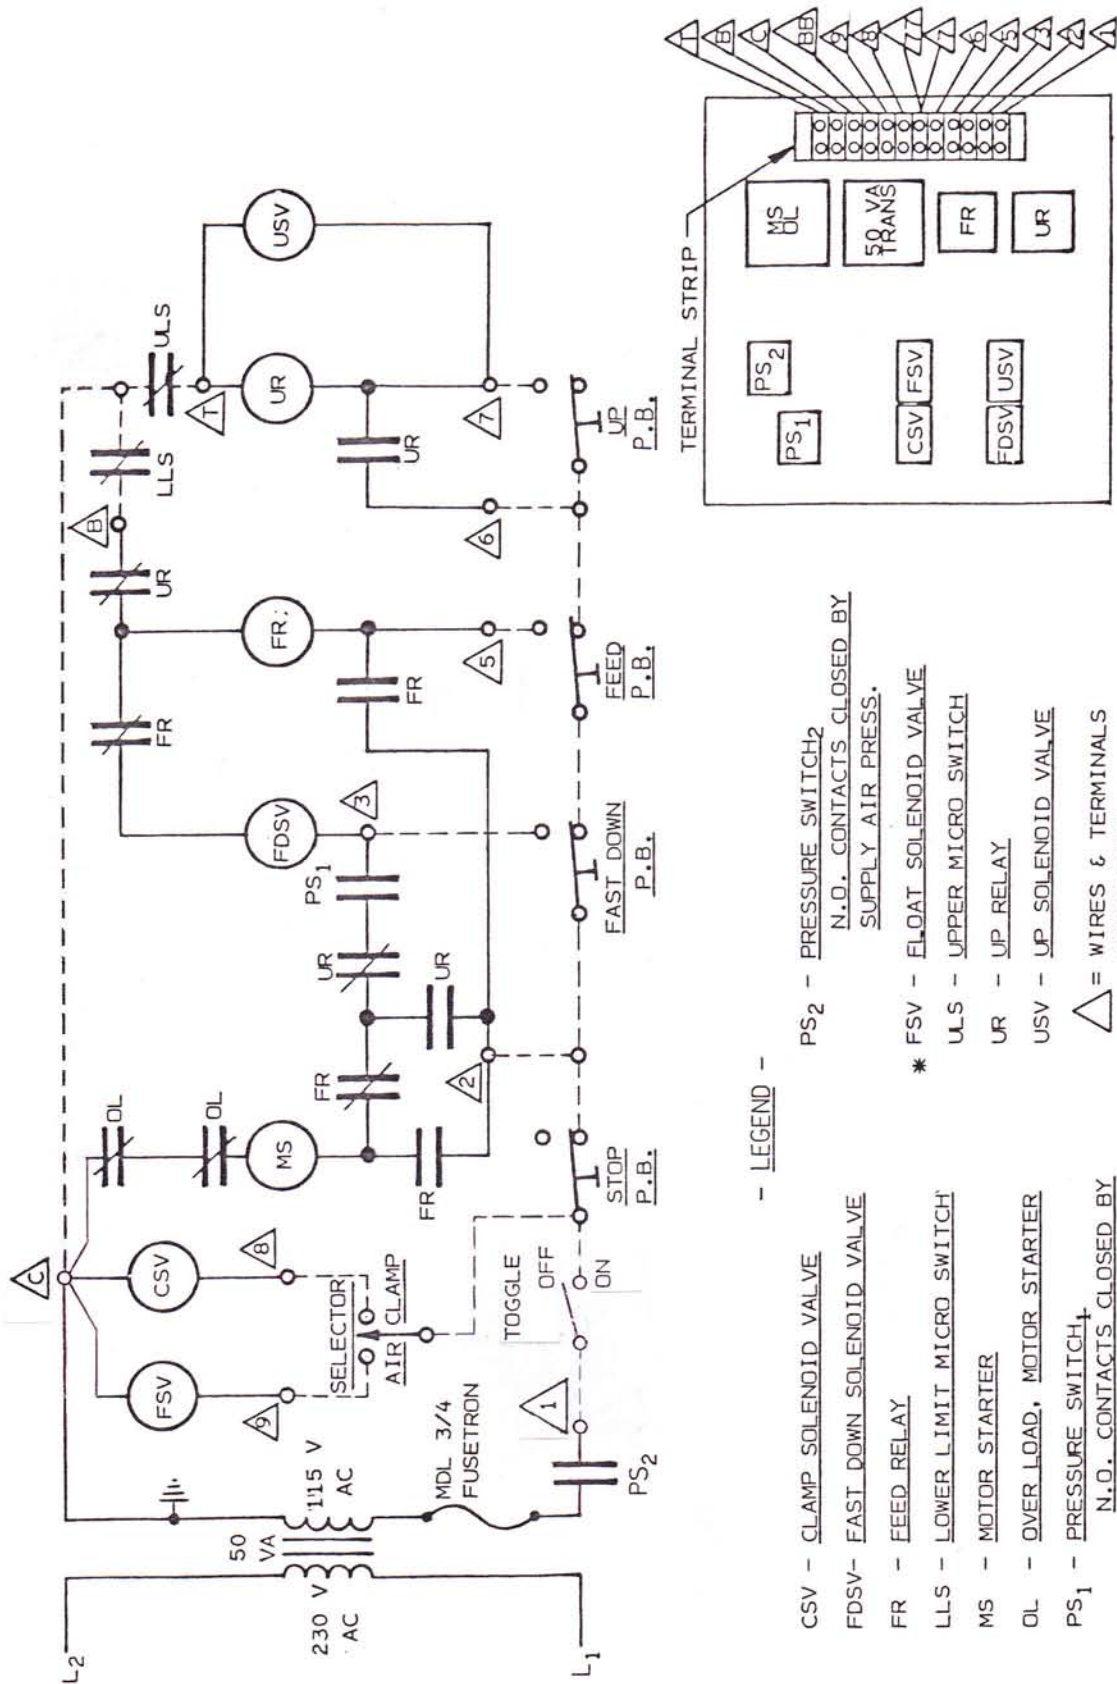 L2
L1
230 V
AC
50
VA
115 V
AC
MDL 3/4
FUSETRON
PS2
C
FSV
CSV
9
8
SELECTOR
AIR
CLAMP
1
TOGGLE
OFF
ON
OL
OL
MS
FR
FR
2
STOP
P.B.
UR
UR
PS1
3
FDSV
FAST DOWN
P.B.
FR
FR
FR
5
FEED
P.B.
UR
B
LLS
ULS
T
UR
UR
USV
6
7
UP
P.B.
TERMINAL STRIP
PS1
PS2
CSV
FSV
FDSV
USV
MS
OL
50 VA
TRANS
FR
UR
T
B
C
BB
9
8
77
7
6
5
3
2
1
- LEGEND -
CSV - CLAMP SOLENOID VALVE
FDSV- FAST DOWN SOLENOID VALVE
FR - FEED RELAY
LLS - LOWER LIMIT MICRO SWITCH
MS - MOTOR STARTER
OL - OVER LOAD, MOTOR STARTER
PS1 - PRESSURE SWITCH1
N.O. CONTACTS CLOSED BY
PS2 - PRESSURE SWITCH2
N.O. CONTACTS CLOSED BY
SUPPLY AIR PRESS.
* FSV - FLOAT SOLENOID VALVE
ULS - UPPER MICRO SWITCH
UR - UP RELAY
USV - UP SOLENOID VALVE
= WIRES & TERMINALS